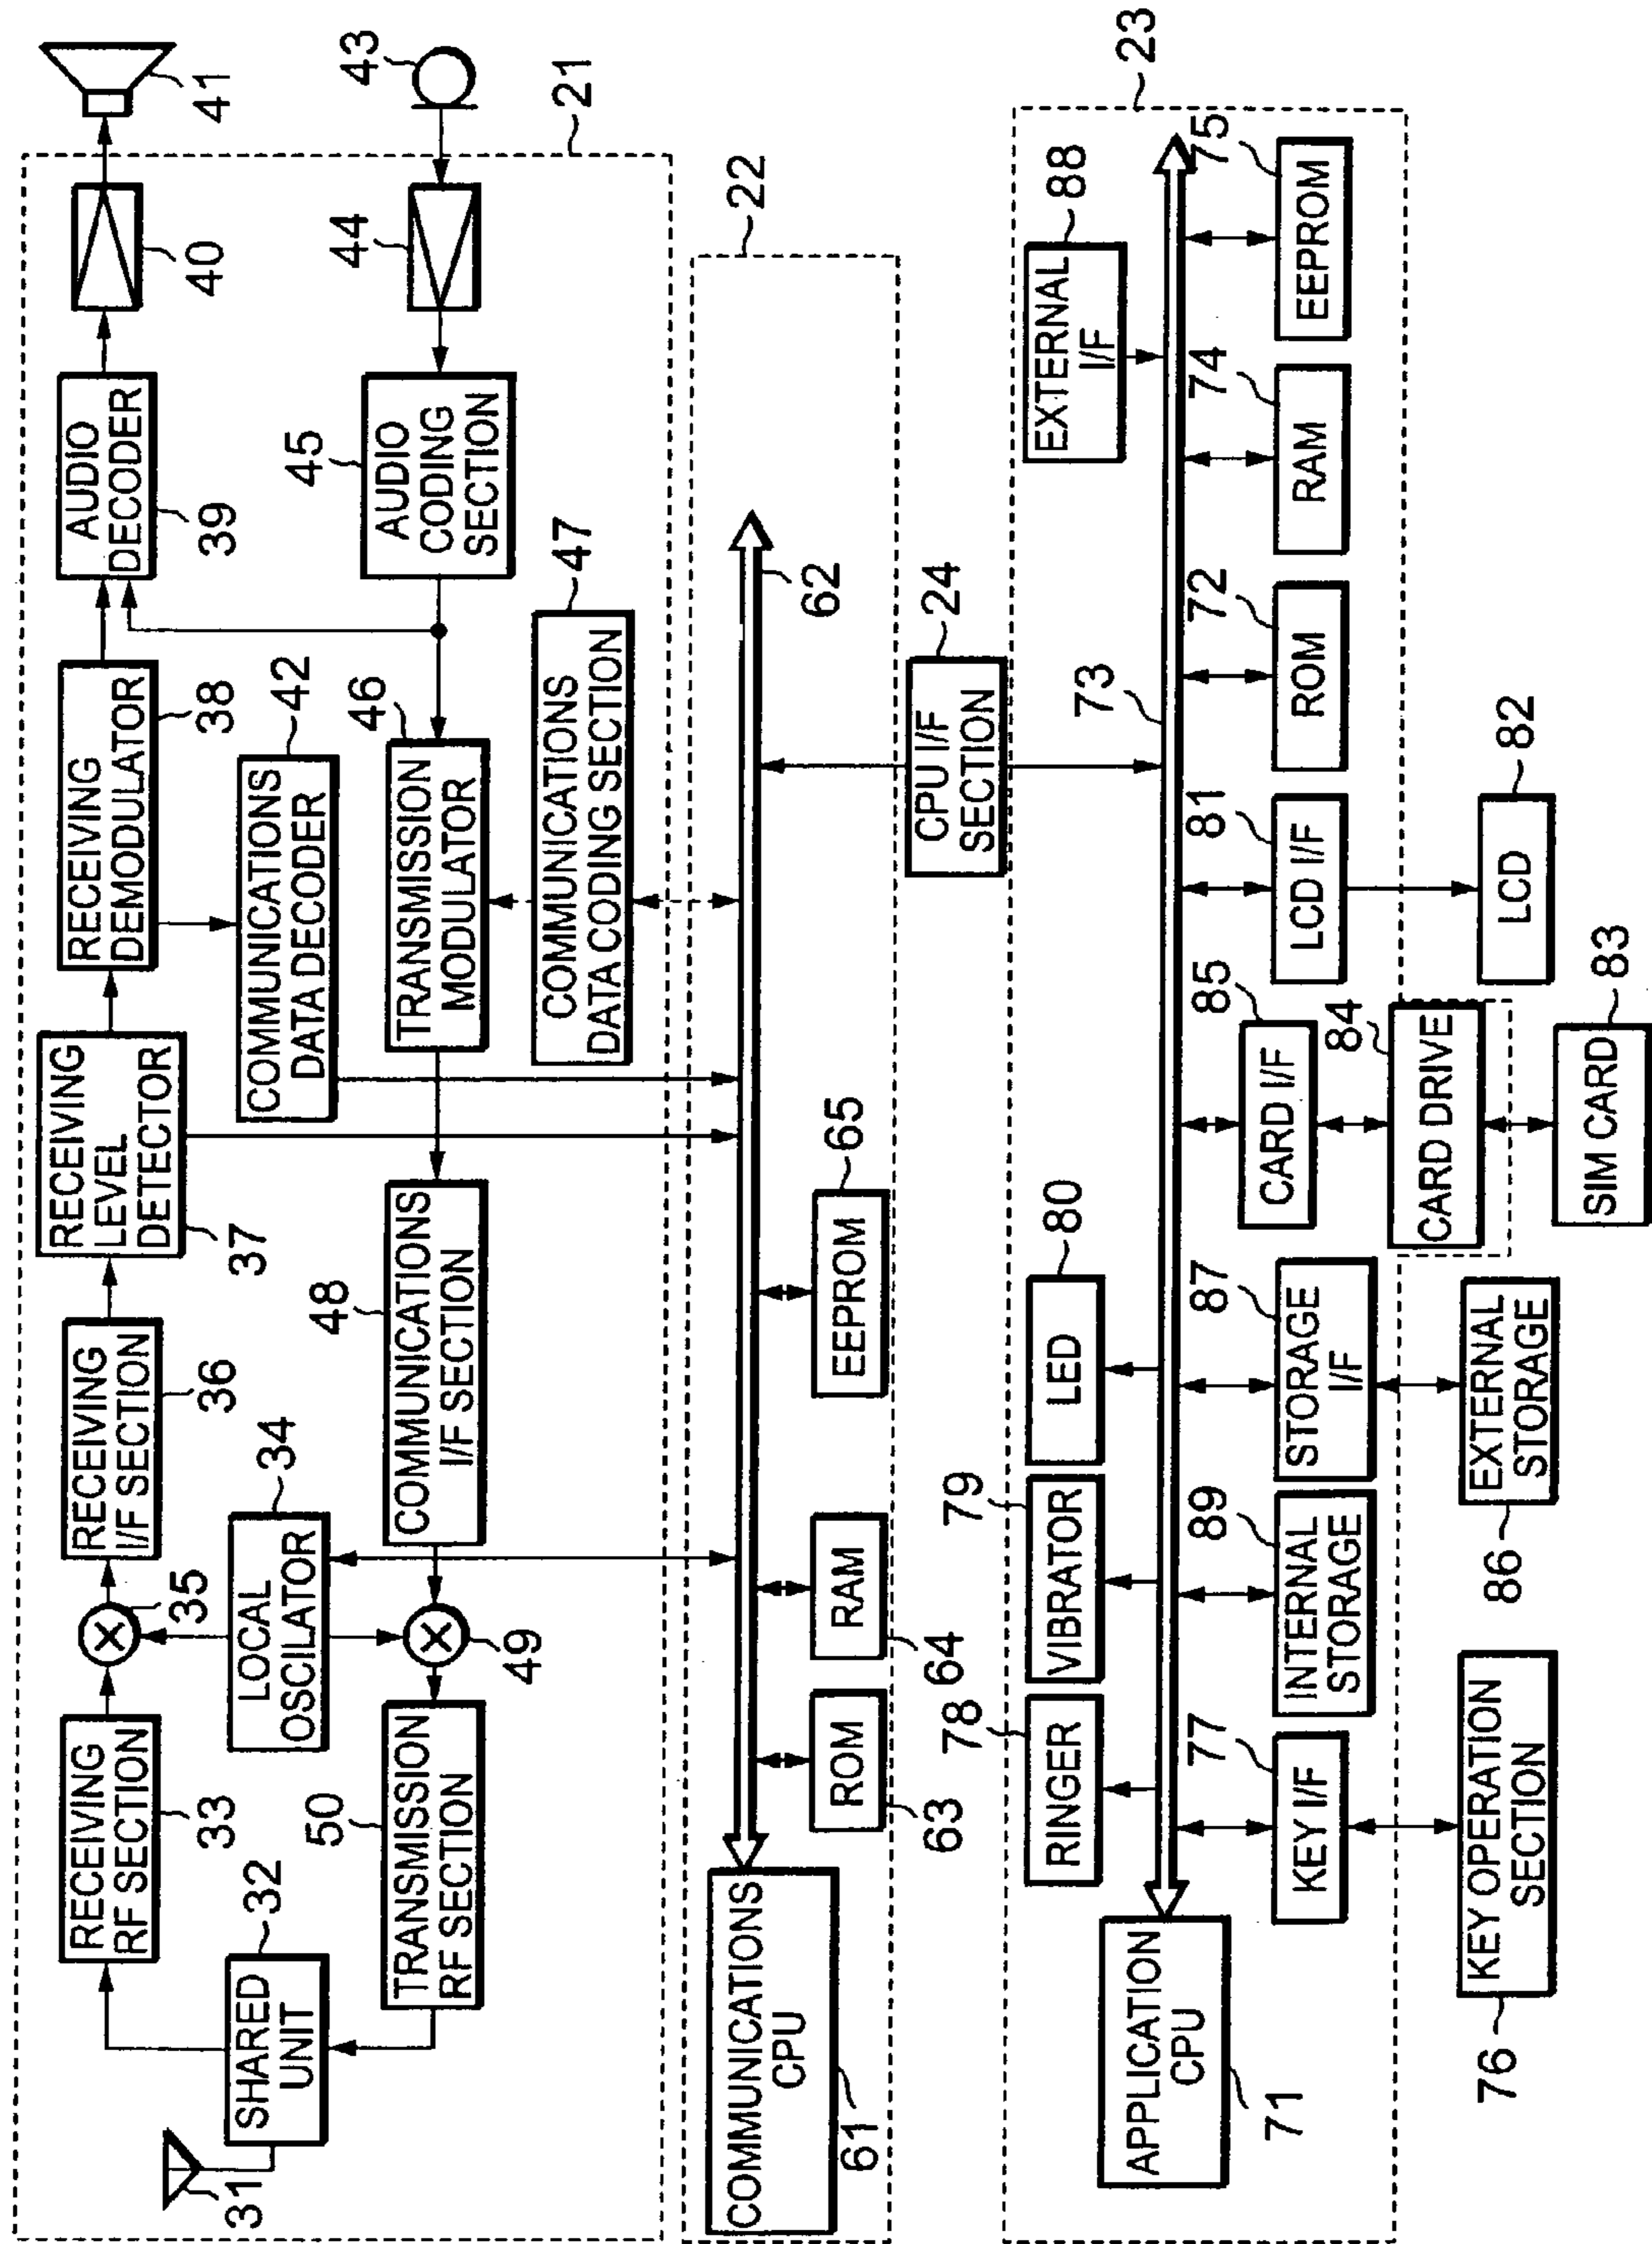 41
43
21
40
44
AUDIO
DECODER
39
45
AUDIO
CODING
SECTION
47
RECEIVING
DEMODULATOR
38
42
COMMUNICATIONS
DATA DECODER
46
TRANSMISSION
MODULATOR
COMMUNICATIONS
DATA CODING SECTION
RECEIVING
LEVEL
DETECTOR
37
48
COMMUNICATIONS
I/F SECTION
RECEIVING
I/F SECTION
36
35
34
LOCAL
OSCILATOR
49
RECEIVING
RF SECTION
33
50
TRANSMISSION
RF SECTION
32
SHARED
UNIT
31
22
62
65
EEPROM
RAM
64
ROM
63
COMMUNICATIONS
CPU
61
24
CPU I/F
SECTION
23
88
EXTERNAL
I/F
75
EEPROM
74
RAM
72
ROM
73
81
LCD I/F
82
LCD
85
CARD I/F
84
CARD DRIVE
83
SIM CARD
80
LED
87
STORAGE
I/F
EXTERNAL
STORAGE
86
79
VIBRATOR
89
INTERNAL
STORAGE
78
RINGER
77
KEY I/F
KEY OPERATION
SECTION
76
APPLICATION
CPU
71